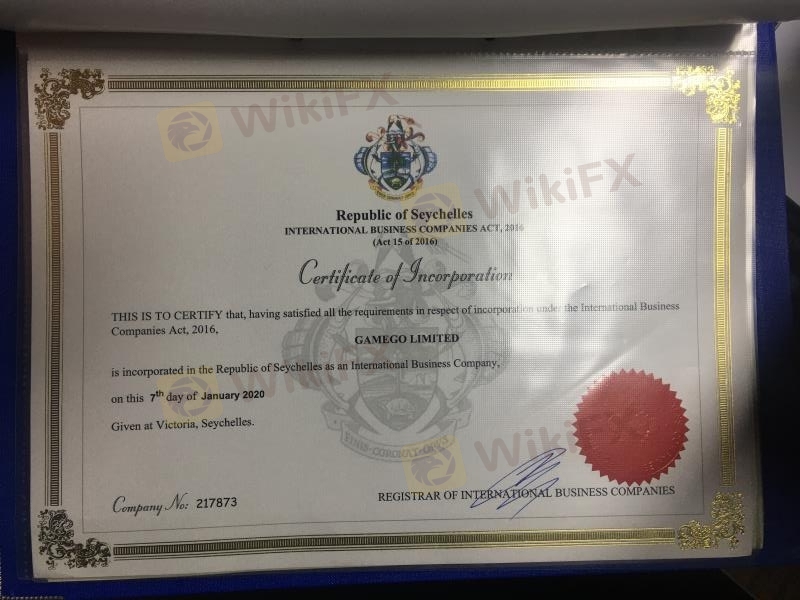 WikiFX
WikiFX
Republic of Seychelles
INTERNATIONAL BUSINESS COMPANIES ACT, 2016
(Act 15 of 2016)
Certificate of Incorporation
THIS IS TO CERTIFY that, having satisfied all the requirements in respect of incorporation under the International Business
Companies Act, 2016,
GAMEGO LIMITED
is incorporated in the Republic of Seychelles as an International Business Company,
on this 7th day of January 2020
WikiFX
Given at Victoria, Seychelles.
FINIS CORONAT OPUS
WikiFX
Company No: 217873
REGISTRAR OF INTERNATIONAL BUSINESS COMPANIES